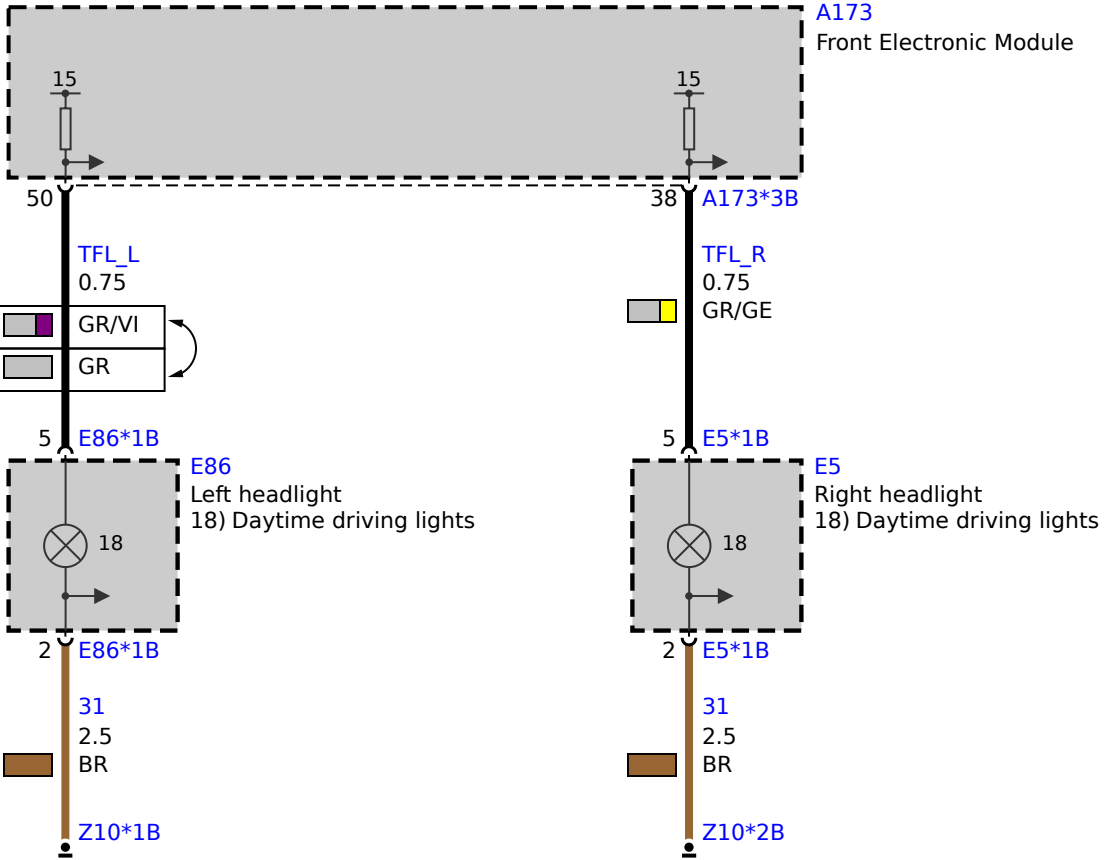 A173
Front Electronic Module
15
15
50
38
A173*3B
TFL_L
0.75
GR/VI
GR
TFL_R
0.75
GR/GE
5
E86*1B
5
E5*1B
E86
Left headlight
18) Daytime driving lights
18
E5
Right headlight
18) Daytime driving lights
18
2
E86*1B
2
E5*1B
31
2.5
BR
31
2.5
BR
Z10*1B
Z10*2B